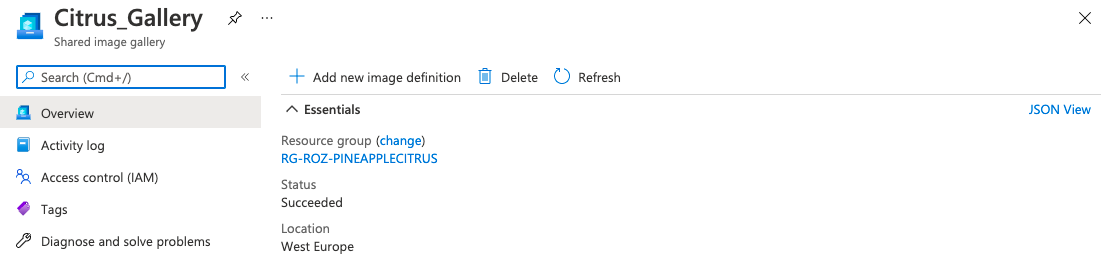 Citrus_Gallery
Shared image gallery
Search (Cmd+/)
Overview
Activity log
Access control (IAM)
Tags
Diagnose and solve problems
Add new image definition Delete Refresh
Essentials JSON View
Resource group (change)
RG-ROZ-PINEAPPLECITRUS
Status
Succeeded
Location
West Europe